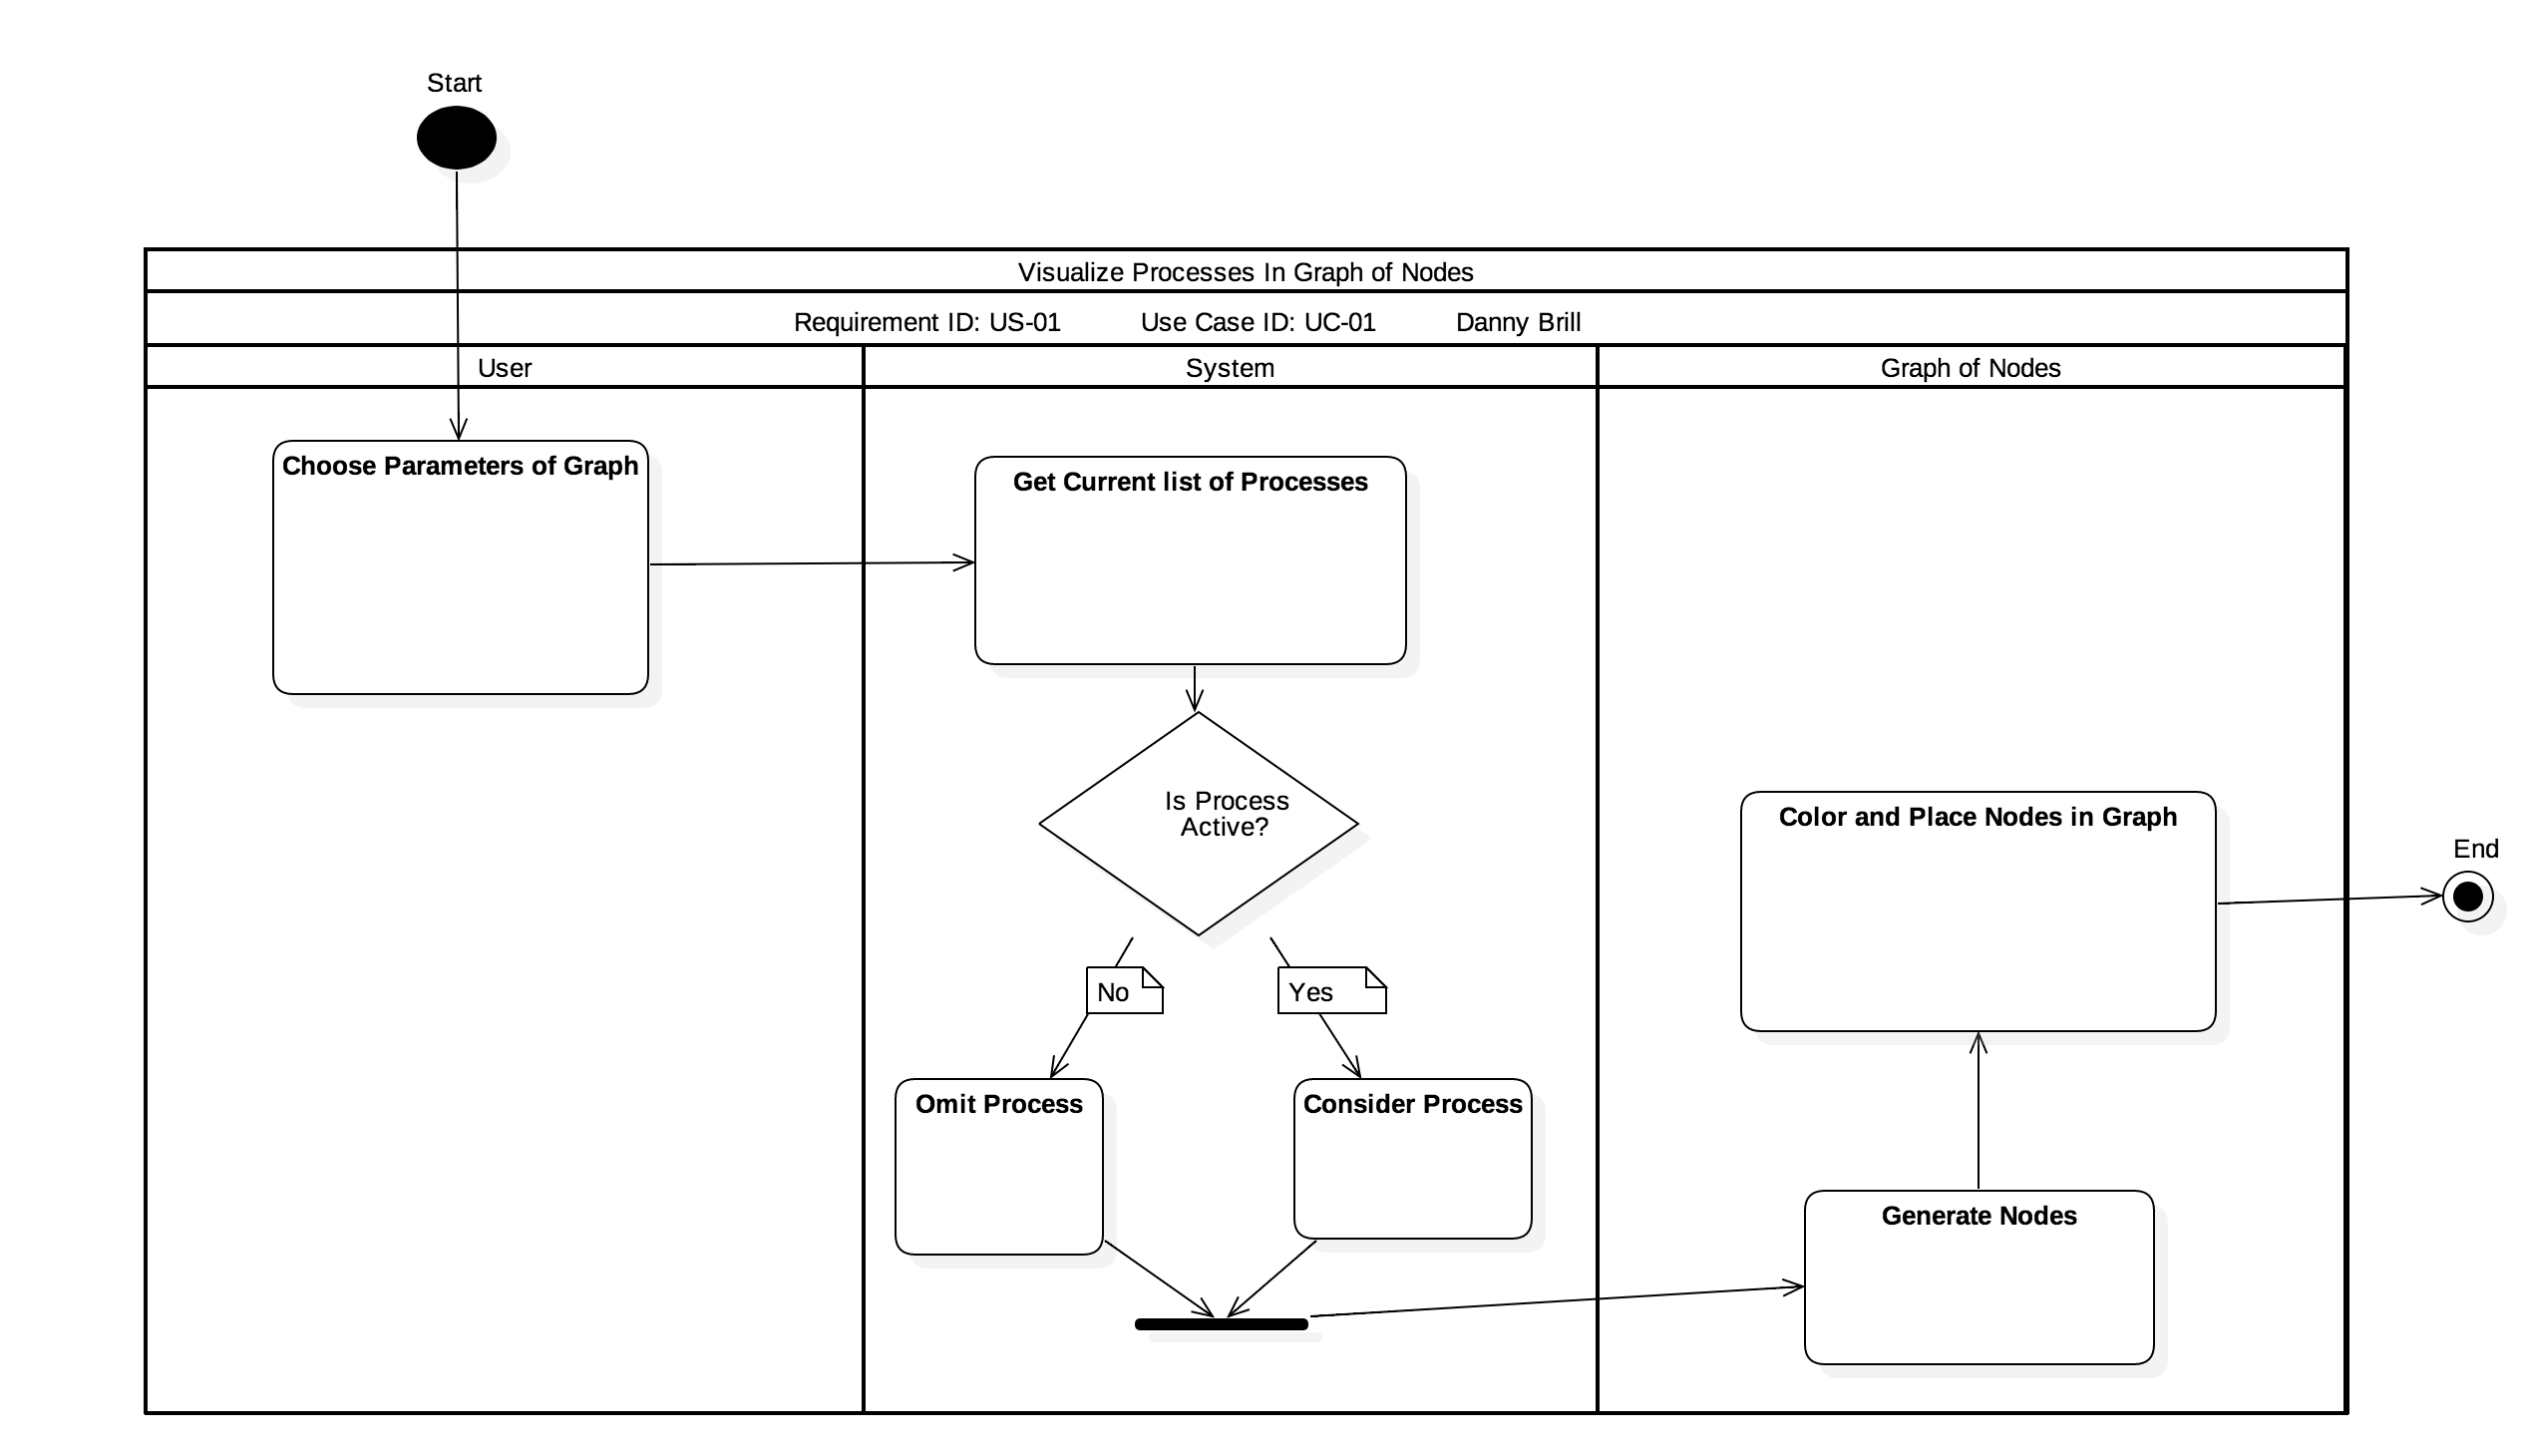 Start
Visualize Processes In Graph of Nodes
Requirement ID: US-01 Use Case ID: UC-01 Danny Brill
User
System
Graph of Nodes
Choose Parameters of Graph
Get Current list of Processes
Is Process
Active?
No
Yes
Omit Process
Consider Process
Generate Nodes
Color and Place Nodes in Graph
End